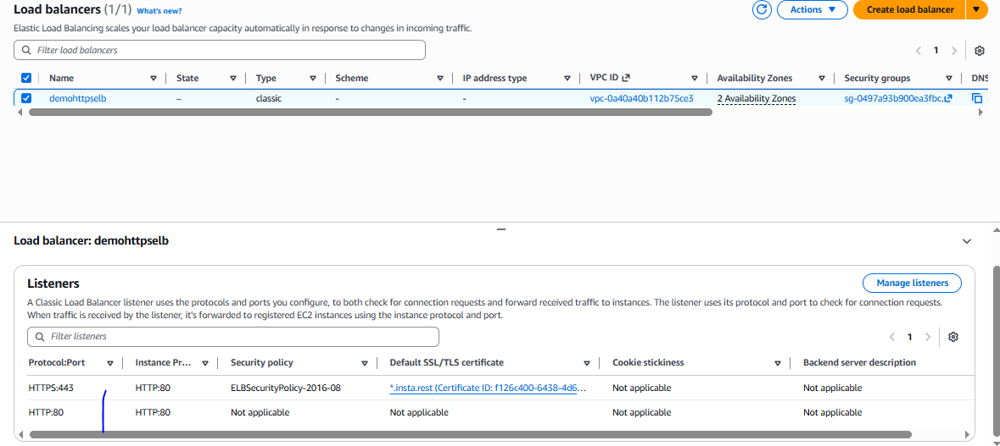 Load balancers (1/1) What's new?
Actions
Create load balancer
Elastic Load Balancing scales your load balancer capacity automatically in response to changes in incoming traffic.
Filter load balancers
1
Name State Type Scheme IP address type VPC ID Availability Zones Security groups DNS
demohttpselb – classic - - vpc-0a40a40b112b75ce3 2 Availability Zones sg-0497a93b900ea3fbc
Load balancer: demohttpselb
Listeners
Manage listeners
A Classic Load Balancer listener uses the protocols and ports you configure, to both check for connection requests and forward received traffic to instances. The listener uses its protocol and port to check for connection requests.
When traffic is received by the listener, it's forwarded to registered EC2 instances using the instance protocol and port.
Filter listeners
1
Protocol:Port Instance Pr... Security policy Default SSL/TLS certificate Cookie stickiness Backend server description
HTTPS:443 HTTP:80 ELBSecurityPolicy-2016-08 *.insta.rest (Certificate ID: f126c400-6438-4d6... Not applicable Not applicable
HTTP:80 HTTP:80 Not applicable Not applicable Not applicable Not applicable